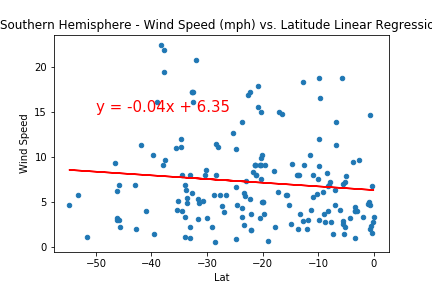 Southern Hemisphere - Wind Speed (mph) vs. Latitude Linear Regressio
20
15
10
5
0
Wind Speed
y = -0.04x + 6.35
−50 −40 −30 −20 −10 0
Lat